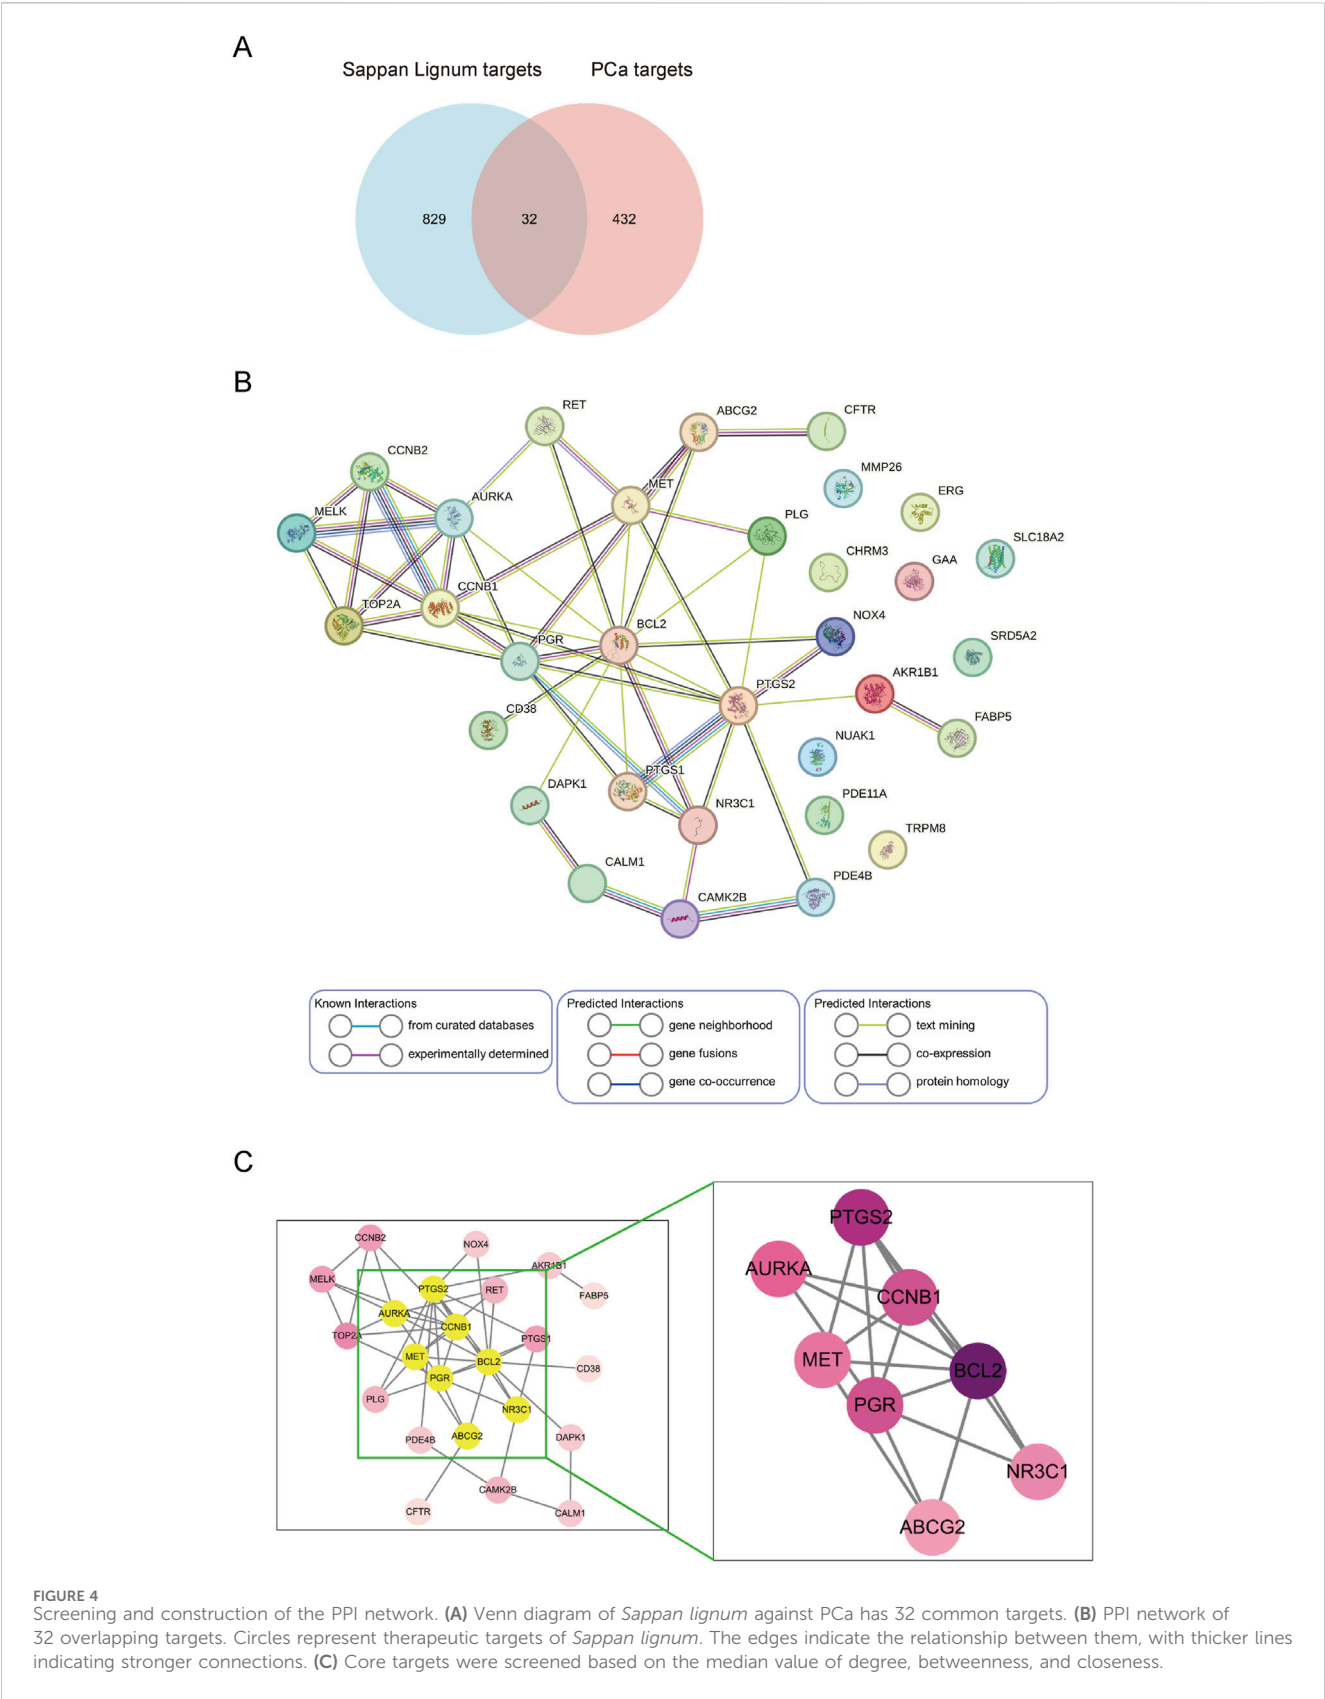 A
Sappan Lignum targets
PCa targets
829
32
432
B
RET
ABCG2
CFTR
CCNB2
MMP26
MET
ERG
AURKA
MELK
PLG
SLC18A2
CHRM3
GAA
CCNB1
TOP2A
NOX4
BCL2
PGR
SRD5A2
AKR1B1
PTGS2
CD38
FABP5
NUAK1
PTGS1
DAPK1
PDE11A
NR3C1
TRPM8
CALM1
PDE4B
CAMK2B
Known Interactions
from curated databases
experimentally determined
Predicted Interactions
gene neighborhood
gene fusions
gene co-occurrence
Predicted Interactions
text mining
co-expression
protein homology
C
CCNB2
NOX4
AKR1B1
MELK
PTGS2
RET
FABP5
AURKA
CCNB1
TOP2A
PTGS1
MET
BCL2
CD38
PGR
PLG
NR3C1
PDE4B
ABCG2
DAPK1
CAMK2B
CFTR
CALM1
PTGS2
AURKA
CCNB1
MET
BCL2
PGR
NR3C1
ABCG2
FIGURE 4
Screening and construction of the PPI network. (A) Venn diagram of Sappan lignum against PCa has 32 common targets. (B) PPI network of
32 overlapping targets. Circles represent therapeutic targets of Sappan lignum. The edges indicate the relationship between them, with thicker lines
indicating stronger connections. (C) Core targets were screened based on the median value of degree, betweenness, and closeness.